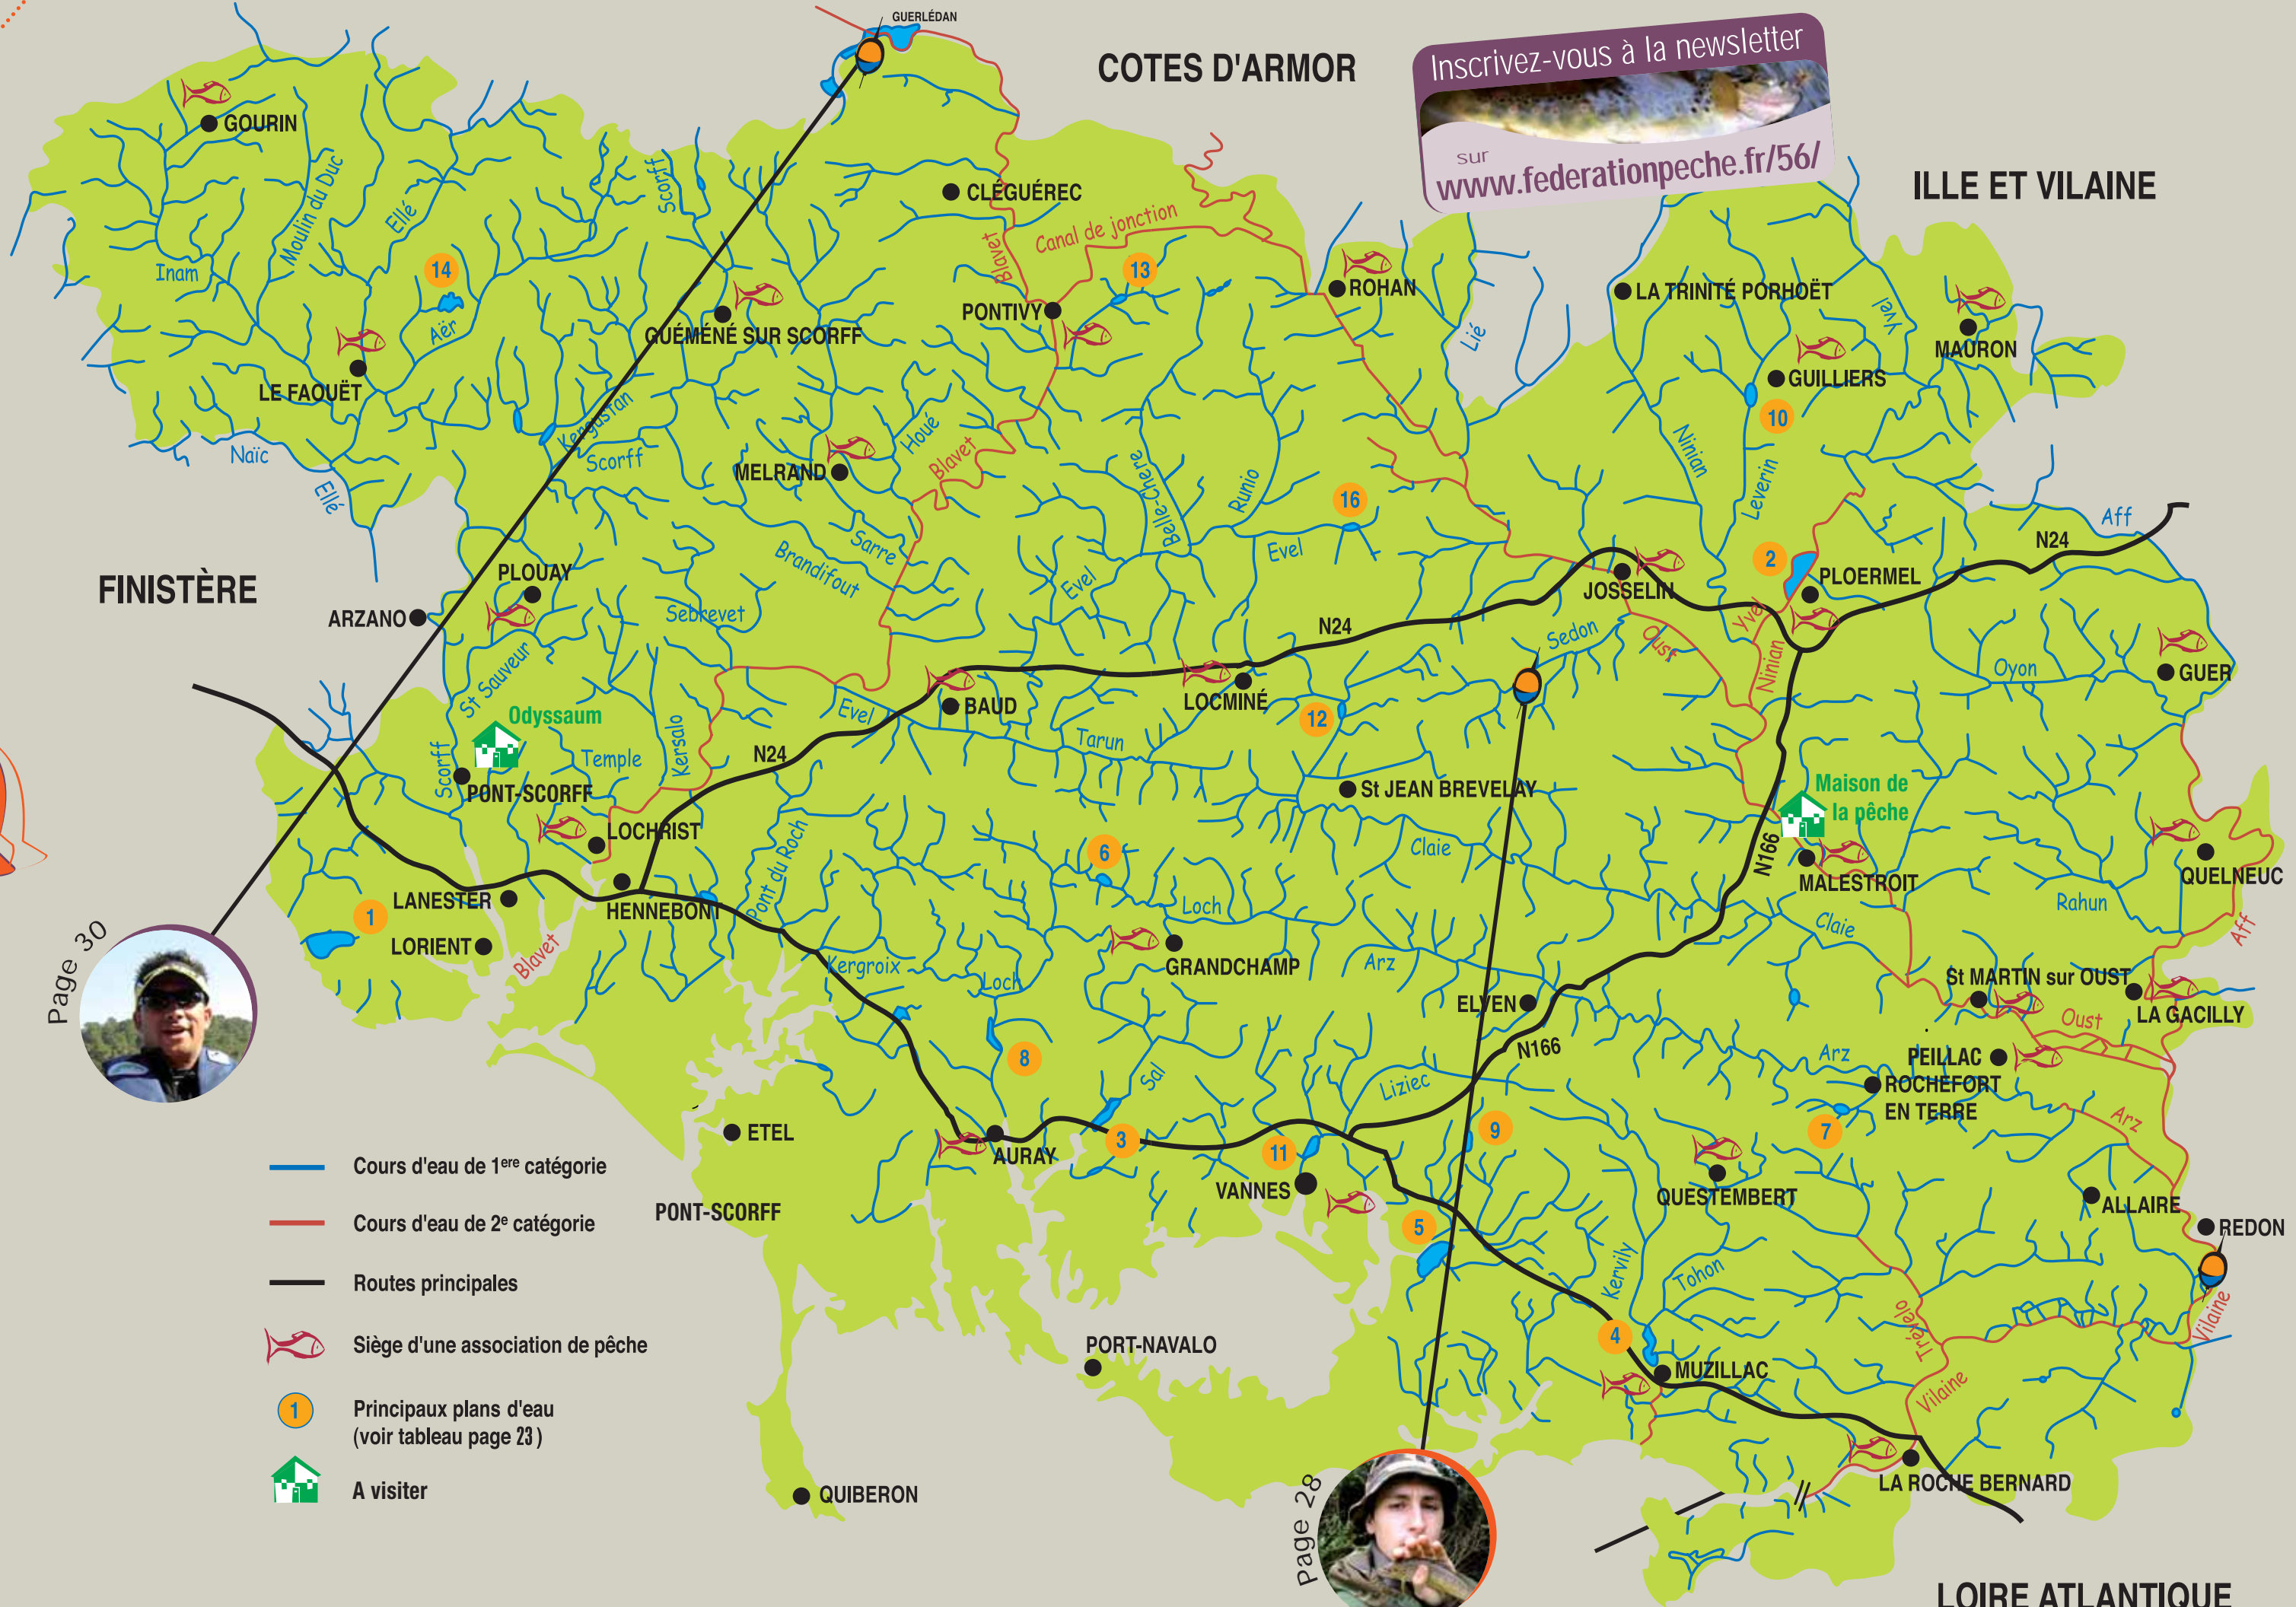 GUERLÉDAN
COTES D'ARMOR
Inscrivez-vous à la newsletter
sur
www.federationpeche.fr/56/
ILLE ET VILAINE
GOURIN
Moulin du Duc
Ellé
Scorff
CLÉGUÉREC
Blavet
Canal de jonction
Inam
14
13
ROHAN
LA TRINITÉ PORHOËT
Yvel
MAURON
Aër
GUÉMÉNÉ SUR SCORFF
PONTIVY
Lié
LE FAOUËT
GUILLIERS
10
Kergustan
Houé
Naïc
Scorff
MELRAND
Blavet
Ellé
Belle Chere
Runio
16
Ninian
Leverin
Aff
N24
Sarre
Brandifout
Evel
Evel
2
PLOERMEL
JOSSELIN
FINISTÈRE
PLOUAY
ARZANO
Sebrevet
N24
Sedon
Oust
Yvel
Ninian
Oyon
GUER
St Sauveur
BAUD
LOCMINÉ
12
Odyssaum
Evel
Tarun
Scorff
Temple
Kersalo
N24
PONT-SCORFF
St JEAN BREVELAY
Maison de
la pêche
LOCHRIST
Pont du Roch
6
Claie
N166
MALESTROIT
QUELNEUC
LANESTER
HENNEBONT
1
Loch
Rahun
Claie
Aff
LORIENT
Blavet
Kergroix
Loch
GRANDCHAMP
Arz
Page 30
ELVEN
St MARTIN sur OUST
LA GACILLY
Oust
8
N166
Sal
Liziec
Arz
PEILLAC
ROCHEFORT
EN TERRE
Arz
ETEL
AURAY
3
11
9
7
Cours d'eau de 1ere catégorie
VANNES
QUESTEMBERT
ALLAIRE
PONT-SCORFF
Cours d'eau de 2e catégorie
5
REDON
Routes principales
Kervily
Tohon
Trévelo
Vilaine
4
Siège d'une association de pêche
PORT-NAVALO
MUZILLAC
Vilaine
1
Principaux plans d'eau
(voir tableau page 23)
A visiter
QUIBERON
LA ROCHE BERNARD
Page 28
LOIRE ATLANTIQUE